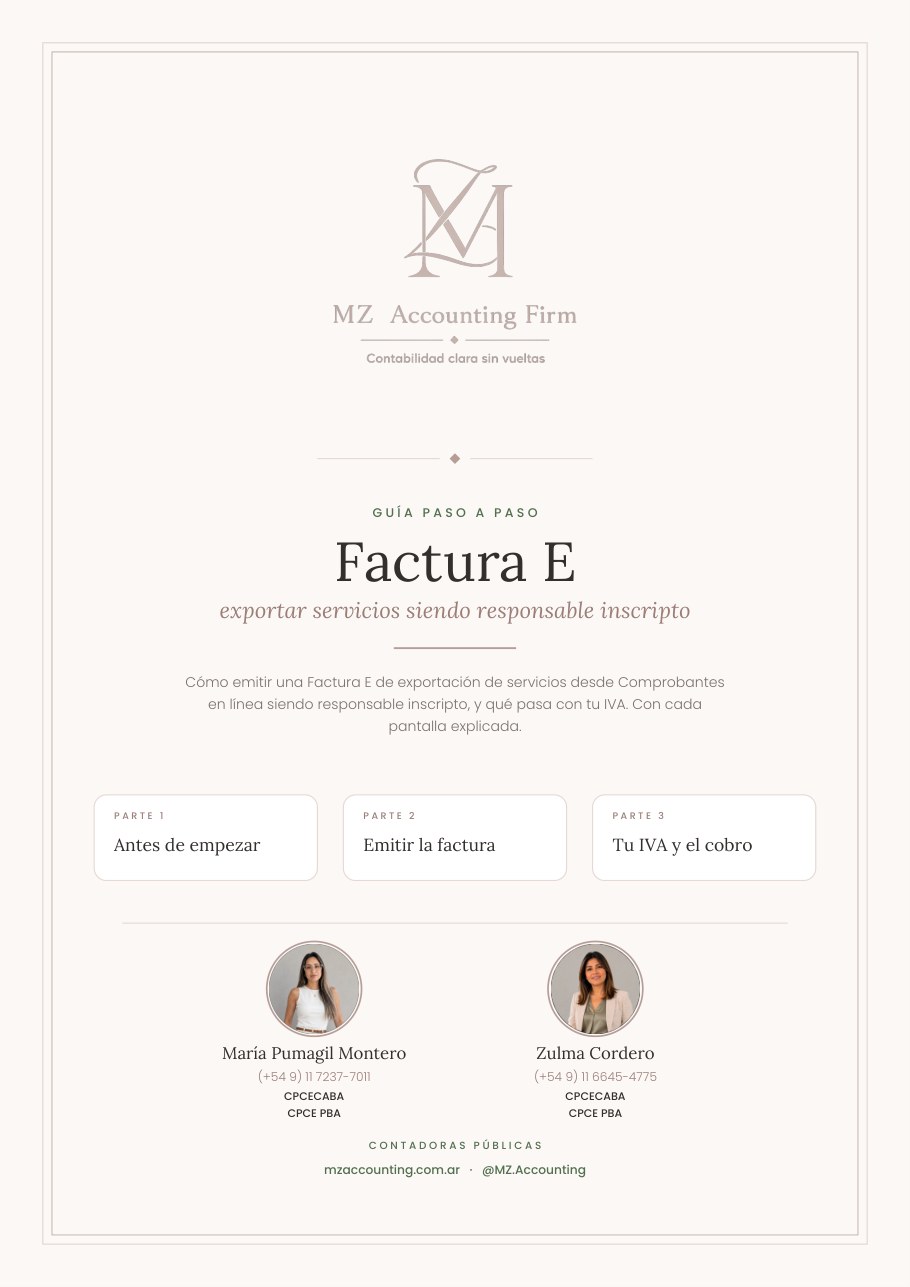 MZ Accounting Firm
Contabilidad clara sin vueltas
GUÍA PASO A PASO
Factura E
exportar servicios siendo responsable inscripto
Cómo emitir una Factura E de exportación de servicios desde Comprobantes
en línea siendo responsable inscripto, y qué pasa con tu IVA. Con cada
pantalla explicada.
PARTE 1
Antes de empezar
PARTE 2
Emitir la factura
PARTE 3
Tu IVA y el cobro
María Pumagil Montero
(+54 9) 11 7237-7011
CPCECABA
CPCE PBA
Zulma Cordero
(+54 9) 11 6645-4775
CPCECABA
CPCE PBA
CONTADORAS PÚBLICAS
mzaccounting.com.ar · @MZ.Accounting